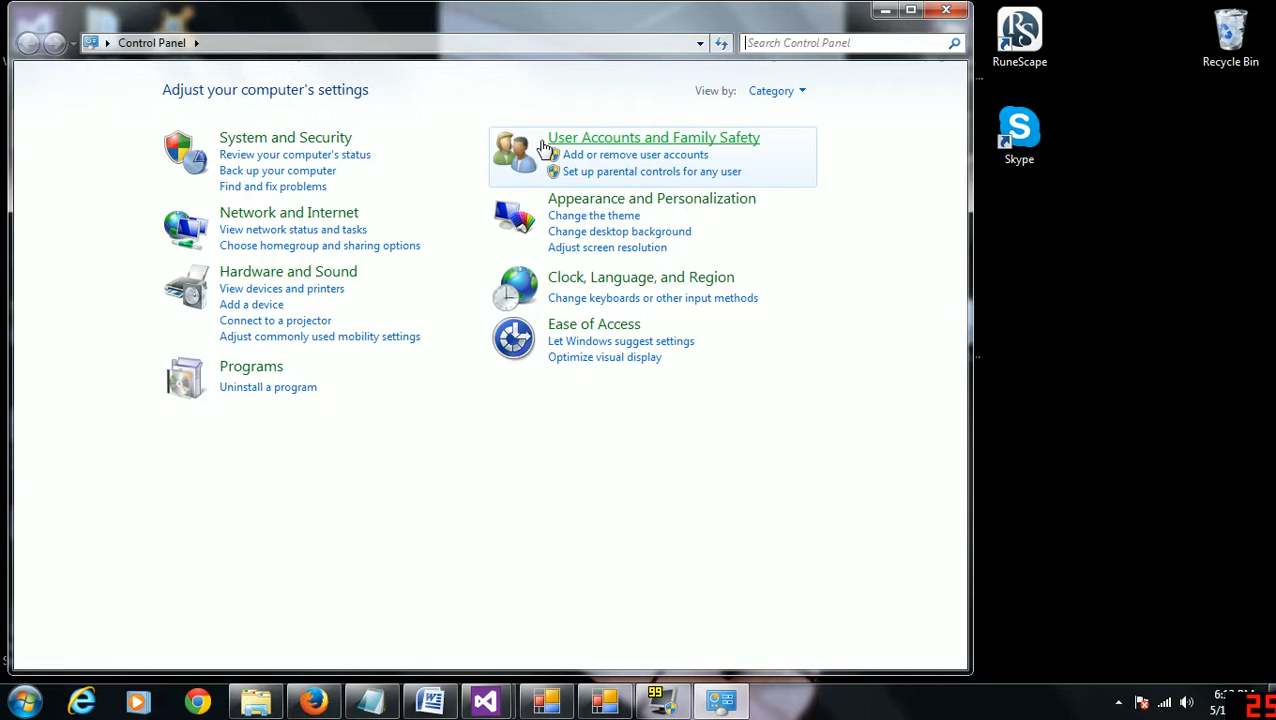 Control Panel
Search Control Panel
Adjust your computer's settings
View by: Category
System and Security
Review your computer's status
Back up your computer
Find and fix problems
Network and Internet
View network status and tasks
Choose homegroup and sharing options
Hardware and Sound
View devices and printers
Add a device
Connect to a projector
Adjust commonly used mobility settings
Programs
Uninstall a program
User Accounts and Family Safety
Add or remove user accounts
Set up parental controls for any user
Appearance and Personalization
Change the theme
Change desktop background
Adjust screen resolution
Clock, Language, and Region
Change keyboards or other input methods
Ease of Access
Let Windows suggest settings
Optimize visual display
RS
RuneScape
Recycle Bin
S
Skype
99
25